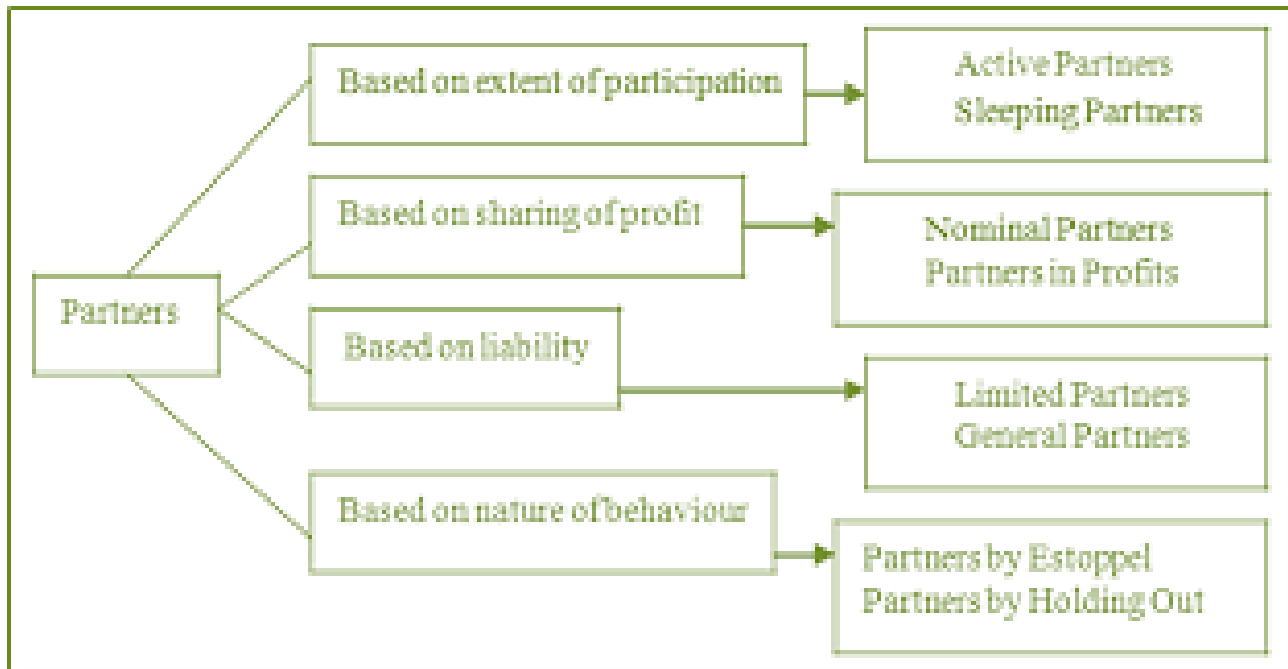 Partners
Based on extent of participation
Active Partners
Sleeping Partners
Based on sharing of profit
Nominal Partners
Partners in Profits
Based on liability
Limited Partners
General Partners
Based on nature of behaviour
Partners by Estoppel
Partners by Holding Out